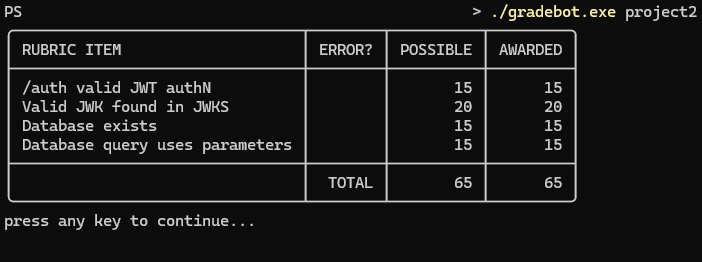 PS > ./gradebot.exe project2
RUBRIC ITEM ERROR? POSSIBLE AWARDED
/auth valid JWT authN 15 15
Valid JWK found in JWKS 20 20
Database exists 15 15
Database query uses parameters 15 15
TOTAL 65 65
press any key to continue...